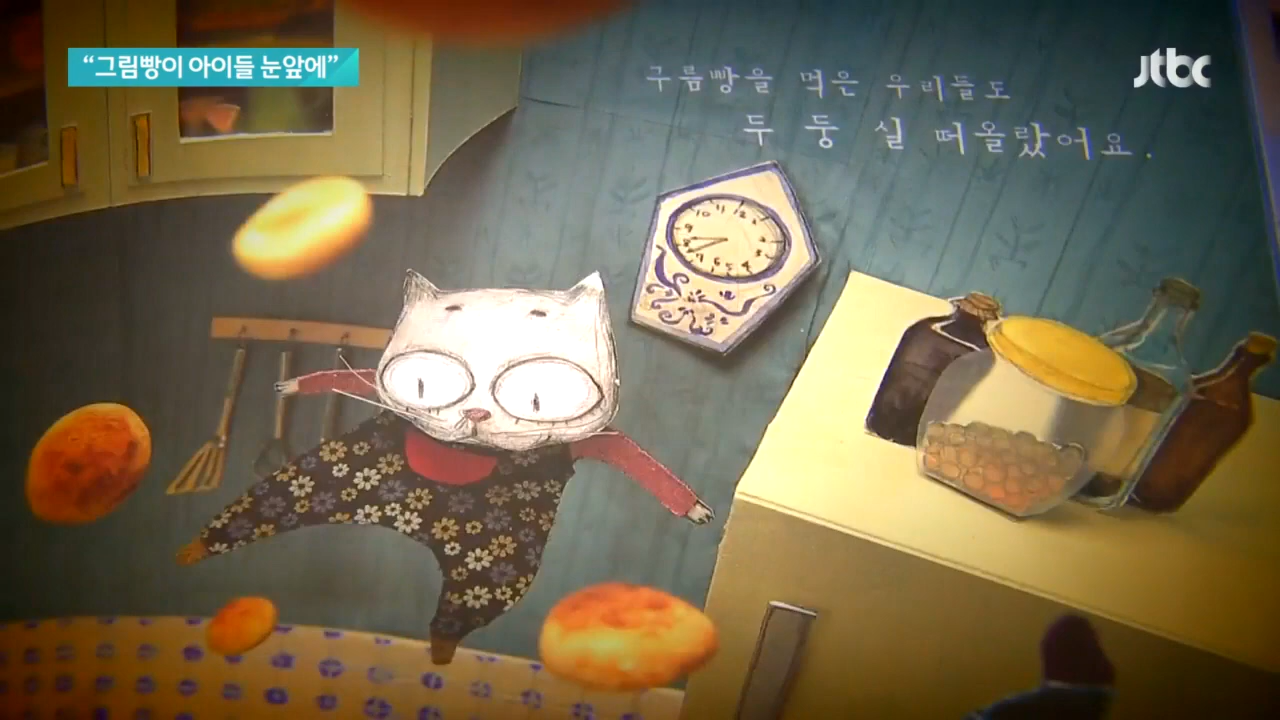 “그림빵이 아이들 눈앞에”
jtbc
구름빵을 먹은 우리들도
두 둥 실 떠올랐어요.